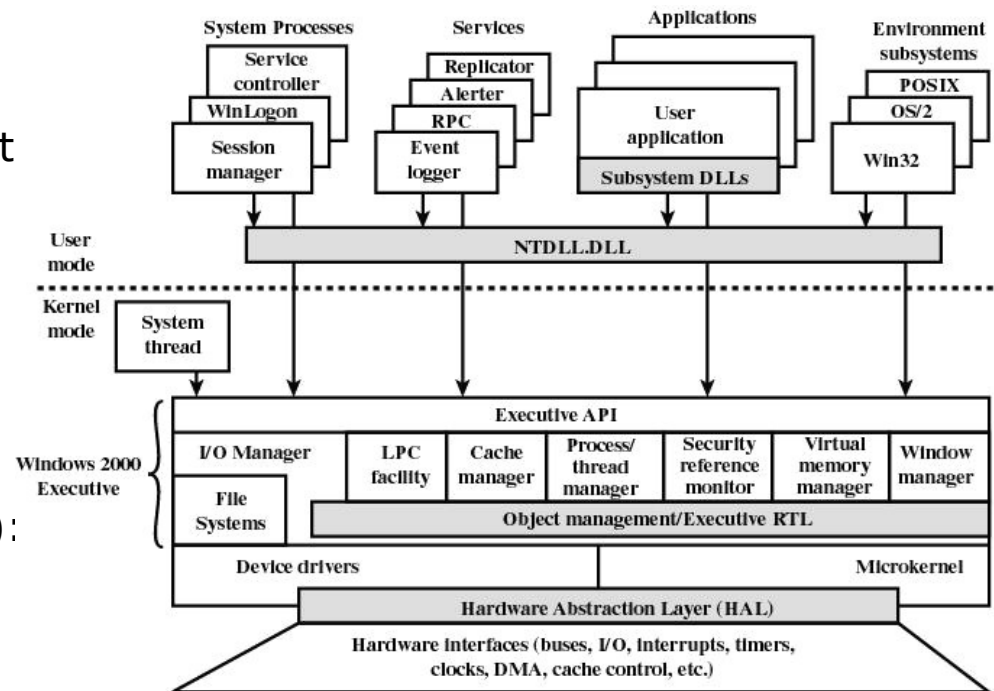 System Processes
Service
controller
WinLogon
Session
manager
Services
Replicator
Alerter
RPC
Event
logger
Applications
User
application
Subsystem DLLs
Environment
subsystems
POSIX
OS/2
Win32
t
User
mode
NTDLL.DLL
Kernel
mode
System
thread
Windows 2000
Executive
Executive API
I/O Manager
File
Systems
LPC
facility
Cache
manager
Process/
thread
manager
Security
reference
monitor
Virtual
memory
manager
Window
manager
Object management/Executive RTL
):
Device drivers
Microkernel
Hardware Abstraction Layer (HAL)
Hardware interfaces (buses, I/O, interrupts, timers,
clocks, DMA, cache control, etc.)